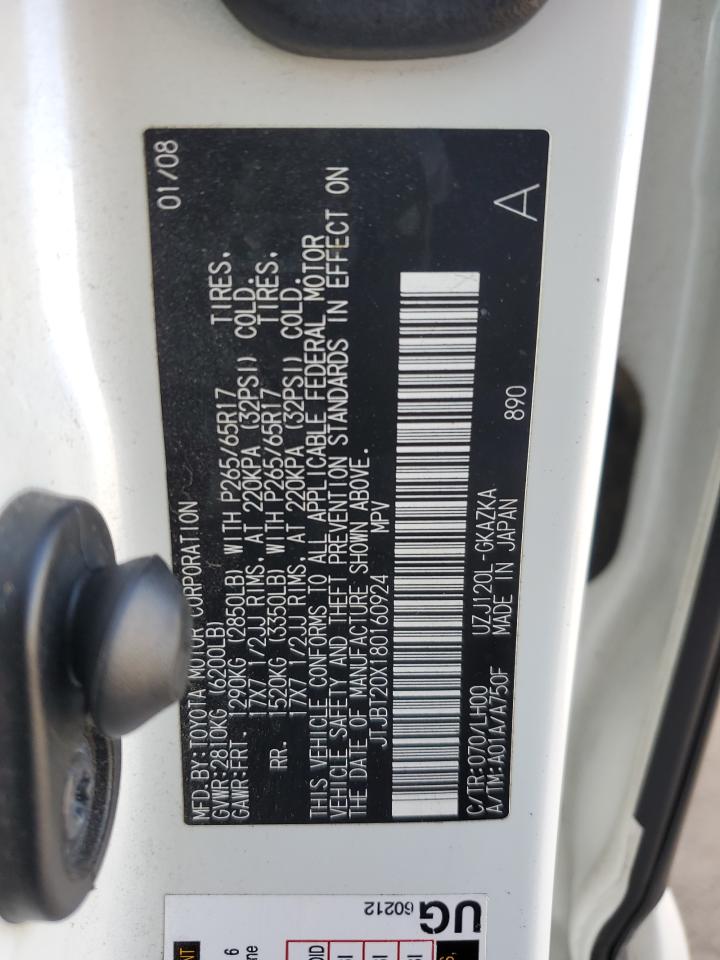 MFD.BY:TOYOTA MOTOR CORPORATION 01/08
GVWR:2810KG (6200LB)
GAWR:FRT. 1290KG (2850LB) WITH P265/65R17 TIRES,
17X7 1/2JJ RIMS, AT 220KPA (32PSI) COLD.
RR. 1520KG (3350LB) WITH P265/65R17 TIRES,
17X7 1/2JJ RIMS, AT 220KPA (32PSI) COLD.
THIS VEHICLE CONFORMS TO ALL APPLICABLE FEDERAL MOTOR
VEHICLE SAFETY AND THEFT PREVENTION STANDARDS IN EFFECT ON
THE DATE OF MANUFACTURE SHOWN ABOVE.
JTJBT20X180160924 MPV
C/TR:070/LH00 UZJ120L-GKAZKA 890 A
A/TM:A01A/A750F MADE IN JAPAN
UG
60212
6